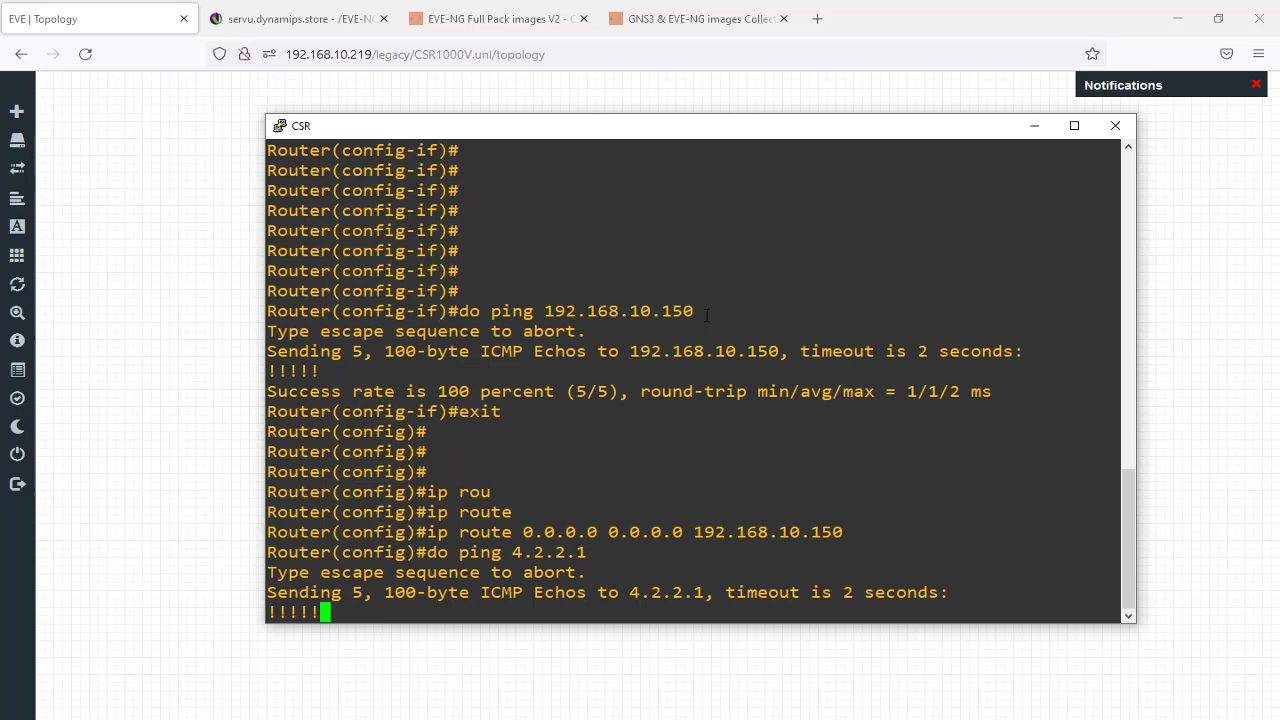 EVE | Topology
servu.dynamips.store - /EVE-NG
EVE-NG Full Pack images V2 - C
GNS3 & EVE-NG images Collect
192.168.10.219/legacy/CSR1000V.unl/topology
Notifications
CSR
Router(config-if)#
Router(config-if)#
Router(config-if)#
Router(config-if)#
Router(config-if)#
Router(config-if)#
Router(config-if)#
Router(config-if)#
Router(config-if)#do ping 192.168.10.150
Type escape sequence to abort.
Sending 5, 100-byte ICMP Echos to 192.168.10.150, timeout is 2 seconds:
!!!!!
Success rate is 100 percent (5/5), round-trip min/avg/max = 1/1/2 ms
Router(config-if)#exit
Router(config)#
Router(config)#
Router(config)#
Router(config)#ip rou
Router(config)#ip route
Router(config)#ip route 0.0.0.0 0.0.0.0 192.168.10.150
Router(config)#do ping 4.2.2.1
Type escape sequence to abort.
Sending 5, 100-byte ICMP Echos to 4.2.2.1, timeout is 2 seconds:
!!!!!